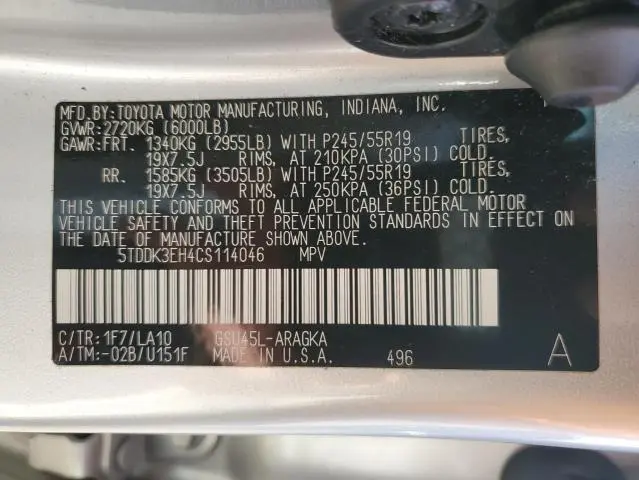 MFD.BY:TOYOTA MOTOR MANUFACTURING, INDIANA, INC.
GVWR:2720KG (6000LB)
GAWR:FRT. 1340KG (2955LB) WITH P245/55R19 TIRES,
19X7.5J RIMS, AT 210KPA (30PSI) COLD.
RR. 1585KG (3505LB) WITH P245/55R19 TIRES,
19X7.5J RIMS, AT 250KPA (36PSI) COLD.
THIS VEHICLE CONFORMS TO ALL APPLICABLE FEDERAL MOTOR
VEHICLE SAFETY AND THEFT PREVENTION STANDARDS IN EFFECT ON
THE DATE OF MANUFACTURE SHOWN ABOVE.
5TDDK3EH4CS114046 MPV
C/TR:1F7/LA10 GSU45L-ARAGKA
A/TM:-02B/U151F MADE IN U.S.A. 496 A